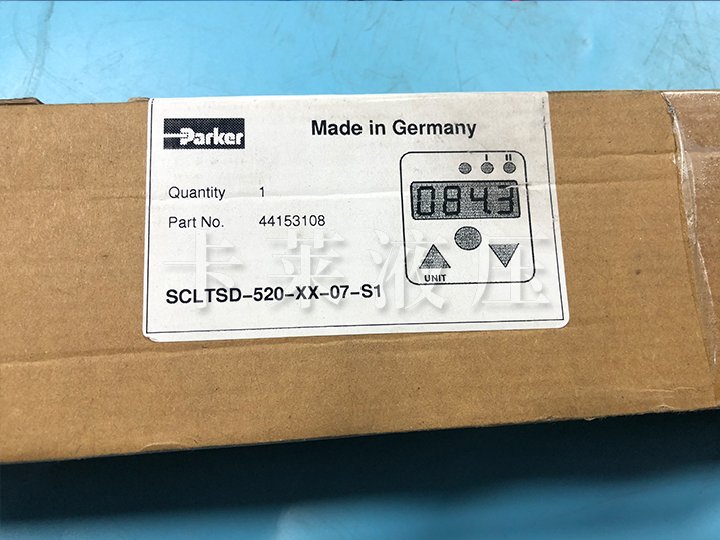 Parker
Made in Germany
Quantity 1
Part No. 44153108
I II
0843
UNIT
卡莱液压
SCLTSD-520-XX-07-S1